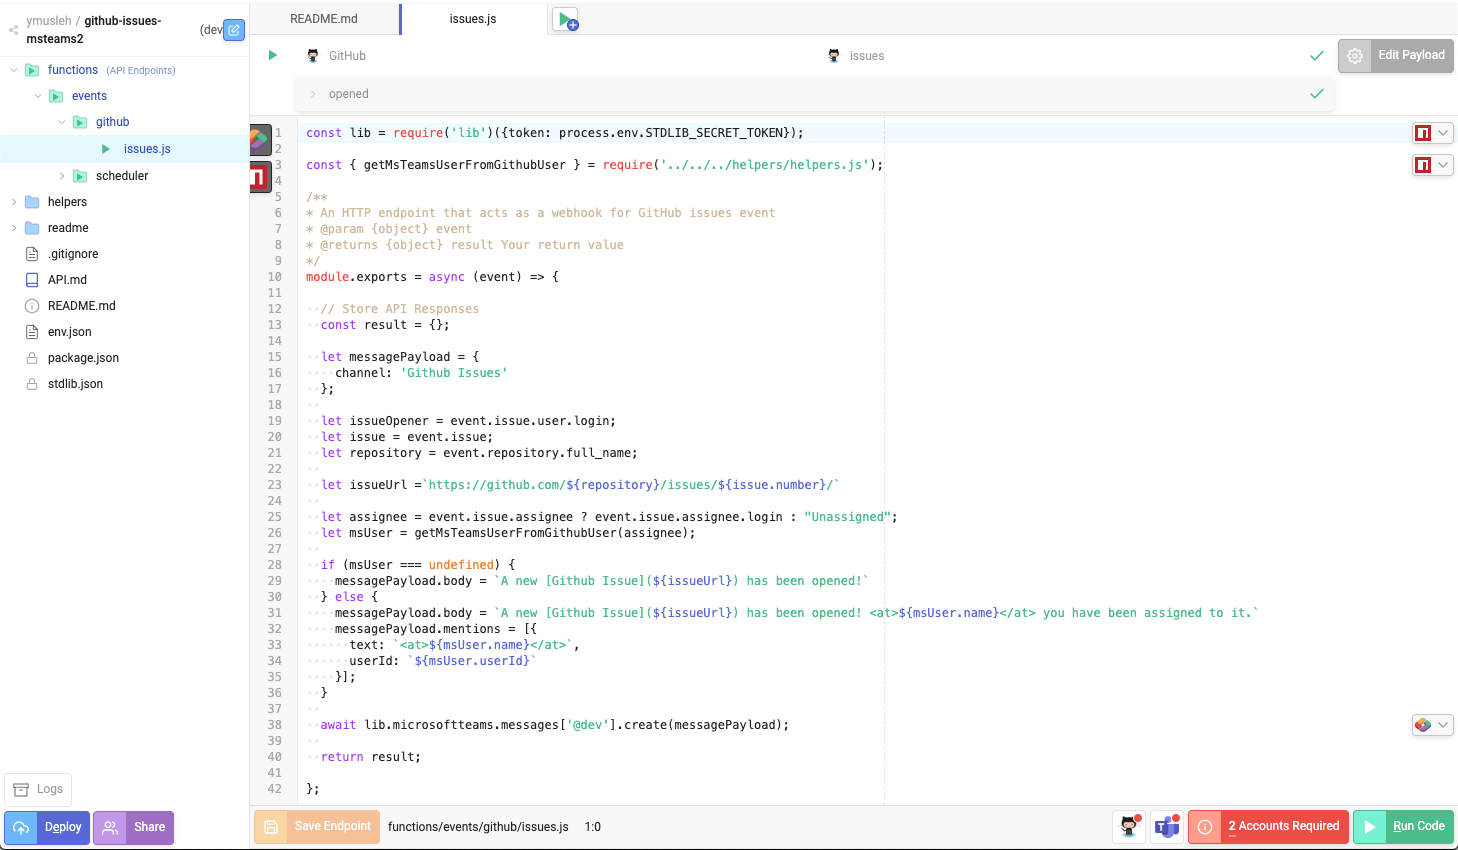 ymusleh / github-issues-
msteams2
(dev
README.md
issues.js
functions (API Endpoints)
events
github
issues.js
scheduler
helpers
readme
.gitignore
API.md
README.md
env.json
package.json
stdlib.json
GitHub
issues
Edit Payload
opened
1 const lib = require('lib')({token: process.env.STDLIB_SECRET_TOKEN});
2
3 const { getMsTeamsUserFromGithubUser } = require('../../../helpers/helpers.js');
4
5 /**
6 * An HTTP endpoint that acts as a webhook for GitHub issues event
7 * @param {object} event
8 * @returns {object} result Your return value
9 */
10 module.exports = async (event) => {
11
12 // Store API Responses
13 const result = {};
14
15 let messagePayload = {
16 channel: 'Github Issues'
17 };
18
19 let issueOpener = event.issue.user.login;
20 let issue = event.issue;
21 let repository = event.repository.full_name;
22
23 let issueUrl =`https://github.com/${repository}/issues/${issue.number}/`
24
25 let assignee = event.issue.assignee ? event.issue.assignee.login : "Unassigned";
26 let msUser = getMsTeamsUserFromGithubUser(assignee);
27
28 if (msUser === undefined) {
29 messagePayload.body = `A new [Github Issue](${issueUrl}) has been opened!`
30 } else {
31 messagePayload.body = `A new [Github Issue](${issueUrl}) has been opened! <at>${msUser.name}</at> you have been assigned to it.`
32 messagePayload.mentions = [{
33 text: `<at>${msUser.name}</at>`,
34 userId: `${msUser.userId}`
35 }];
36 }
37
38 await lib.microsoftteams.messages['@dev'].create(messagePayload);
39
40 return result;
41
42 };
Logs
Deploy
Share
Save Endpoint
functions/events/github/issues.js 1:0
2 Accounts Required
Run Code